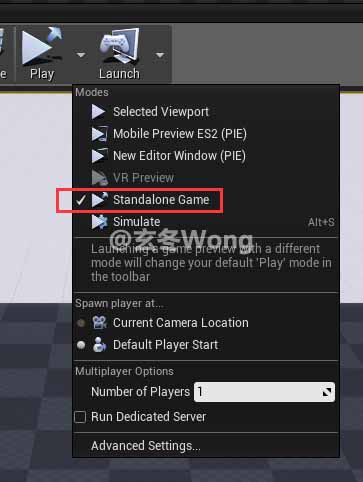 Play
Launch
Modes
Selected Viewport
Mobile Preview ES2 (PIE)
New Editor Window (PIE)
VR Preview
Standalone Game
Simulate
Alt+S
@玄冬Wong
Launching a game preview with a different
mode will change your default 'Play' mode in
the toolbar
Spawn player at...
Current Camera Location
Default Player Start
Multiplayer Options
Number of Players
1
Run Dedicated Server
Advanced Settings...